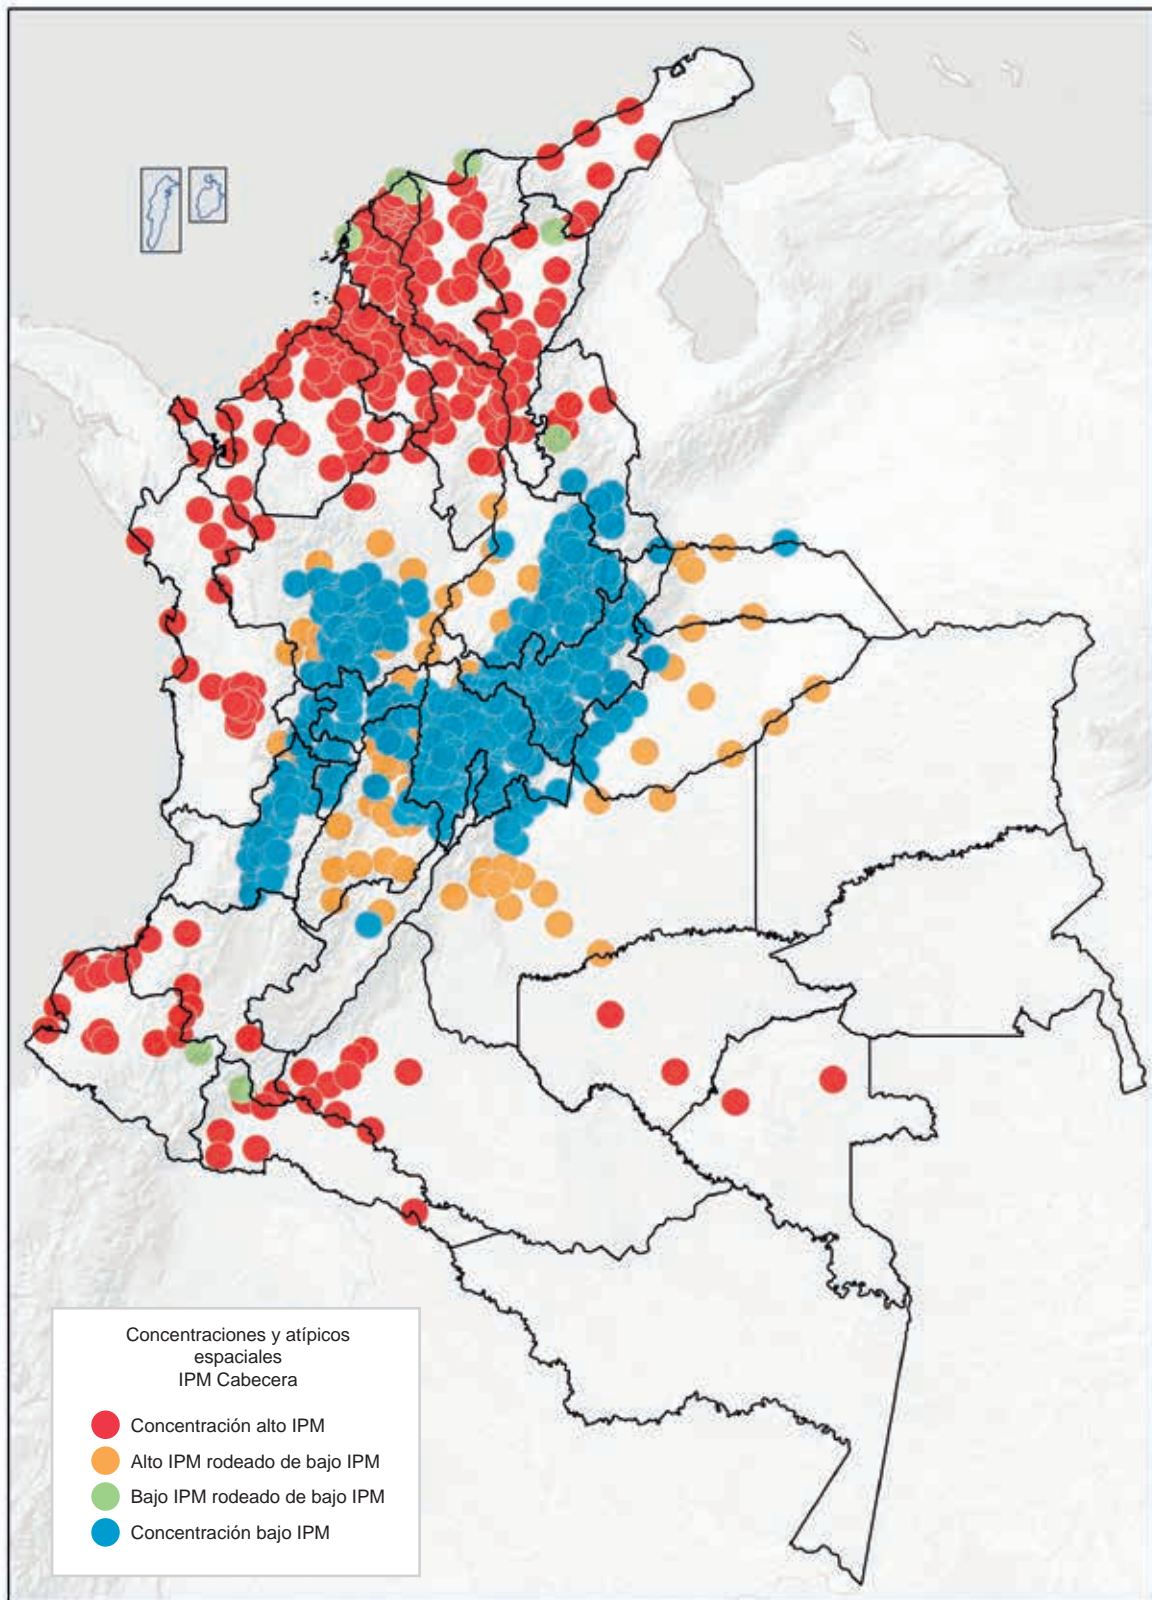 Concentraciones y atípicos
espaciales
IPM Cabecera
Concentración alto IPM
Alto IPM rodeado de bajo IPM
Bajo IPM rodeado de bajo IPM
Concentración bajo IPM